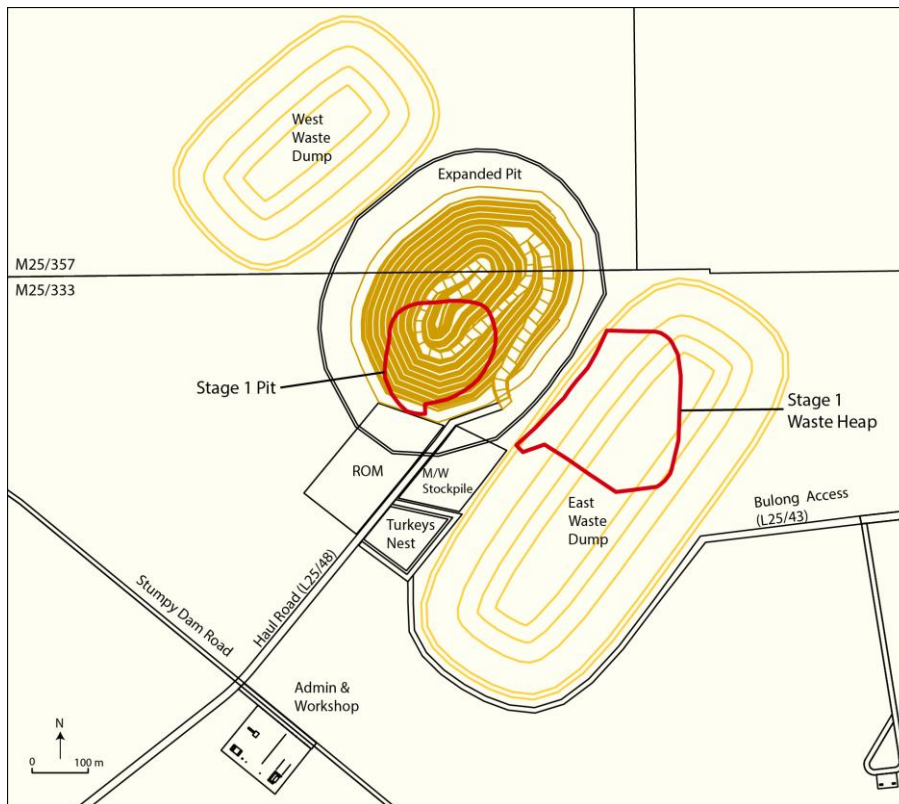 West
Waste
Dump
Expanded Pit
M25/357
M25/333
Stage 1 Pit
Stage 1
Waste Heap
ROM
M/W
Stockpile
Turkeys
Nest
East
Waste
Dump
Bulong Access
(L25/43)
Haul Road (L25/48)
Stumpy Dam Road
Admin &
Workshop
N
0 100 m